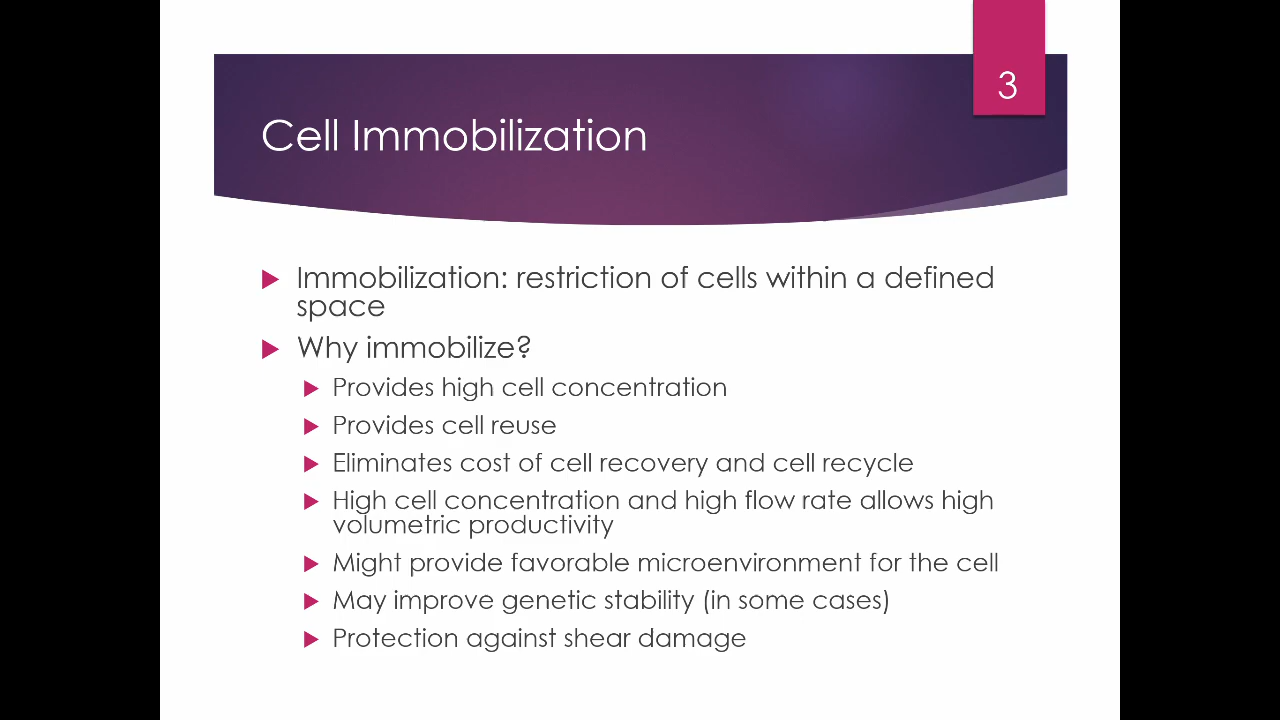 3
Cell Immobilization
Immobilization: restriction of cells within a defined
space
Why immobilize?
Provides high cell concentration
Provides cell reuse
Eliminates cost of cell recovery and cell recycle
High cell concentration and high flow rate allows high
volumetric productivity
Might provide favorable microenvironment for the cell
May improve genetic stability (in some cases)
Protection against shear damage